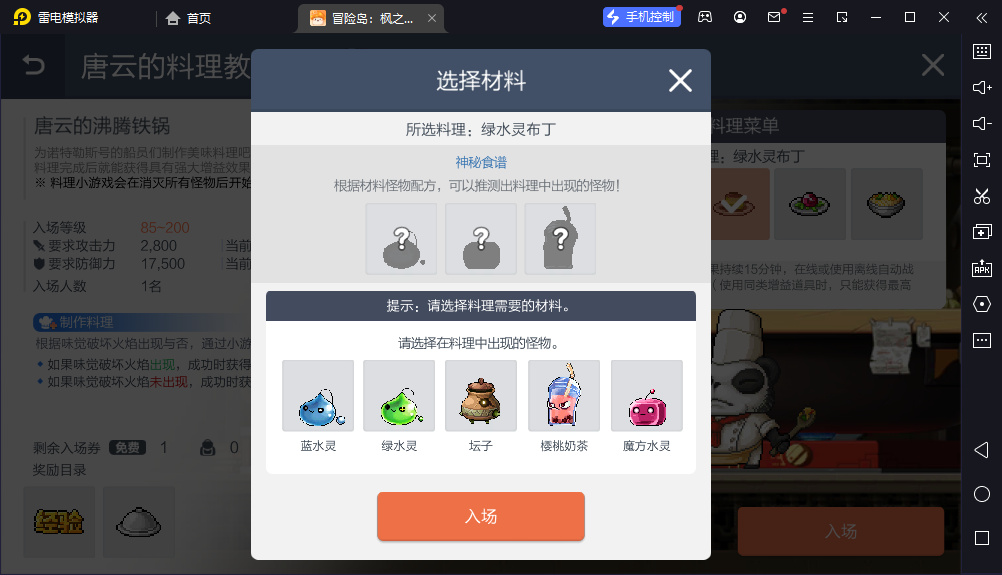 雷电模拟器
首页
冒险岛：枫之...
手机控制
唐云的料理教
选择材料
唐云的沸腾铁锅
为诺特勒斯号的船员们制作美味料理吧
料理完成后就能获得具有强大增益效果
※ 料理小游戏会在消灭所有怪物后开始
入场等级 85~200
要求攻击力 2,800 当前
要求防御力 17,500 当前
入场人数 1名
制作料理
根据味觉破坏火焰出现与否，通过小游
如果味觉破坏火焰出现，成功时获得
如果味觉破坏火焰未出现，成功时获
剩余入场券 免费 1 0
奖励目录
经验
所选料理：绿水灵布丁
神秘食谱
根据材料怪物配方，可以推测出料理中出现的怪物！
? ? ?
提示：请选择料理需要的材料。
请选择在料理中出现的怪物。
蓝水灵 绿水灵 坛子 樱桃奶茶 魔方水灵
入场
料理菜单
理：绿水灵布丁
果持续15分钟，在线或使用离线自动战
（使用同类增益道具时，只能获得最高
入场
APK